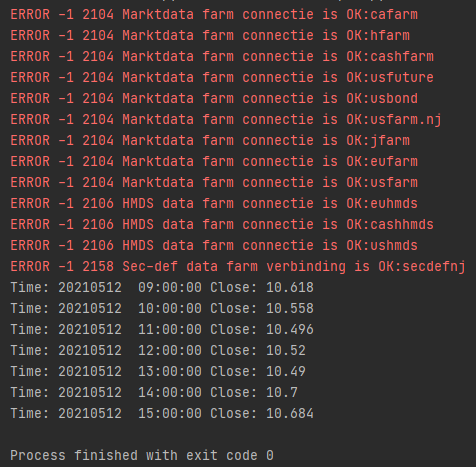 ERROR -1 2104 Marktdata farm connectie is OK:cafarm
ERROR -1 2104 Marktdata farm connectie is OK:hfarm
ERROR -1 2104 Marktdata farm connectie is OK:cashfarm
ERROR -1 2104 Marktdata farm connectie is OK:usfuture
ERROR -1 2104 Marktdata farm connectie is OK:usbond
ERROR -1 2104 Marktdata farm connectie is OK:usfarm.nj
ERROR -1 2104 Marktdata farm connectie is OK:jfarm
ERROR -1 2104 Marktdata farm connectie is OK:eufarm
ERROR -1 2104 Marktdata farm connectie is OK:usfarm
ERROR -1 2106 HMDS data farm connectie is OK:euhmds
ERROR -1 2106 HMDS data farm connectie is OK:cashhmds
ERROR -1 2106 HMDS data farm connectie is OK:ushmds
ERROR -1 2158 Sec-def data farm verbinding is OK:secdefnj
Time: 20210512  09:00:00 Close: 10.618
Time: 20210512  10:00:00 Close: 10.558
Time: 20210512  11:00:00 Close: 10.496
Time: 20210512  12:00:00 Close: 10.52
Time: 20210512  13:00:00 Close: 10.49
Time: 20210512  14:00:00 Close: 10.7
Time: 20210512  15:00:00 Close: 10.684
Process finished with exit code 0